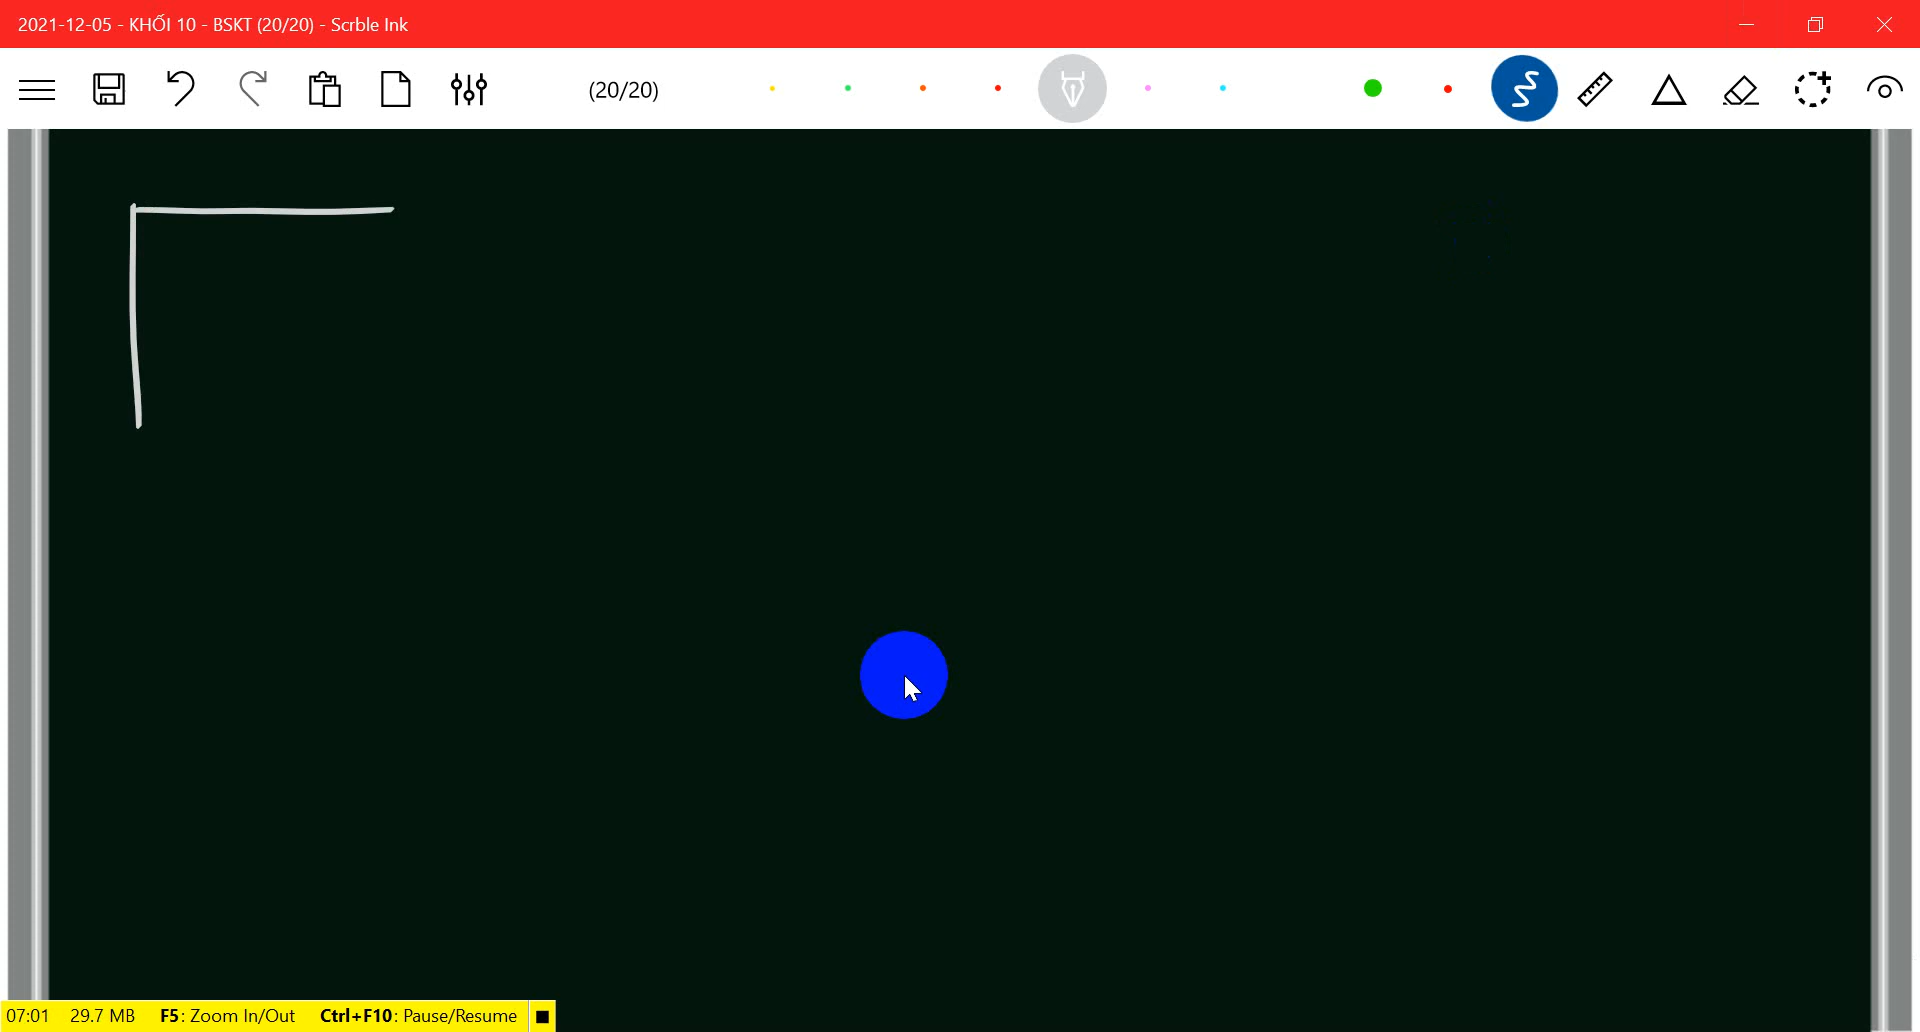 2021-12-05 - KHỐI 10 - BSKT (20/20) - Scrble Ink
(20/20)
07:01 29.7 MB F5: Zoom In/Out Ctrl+F10: Pause/Resume